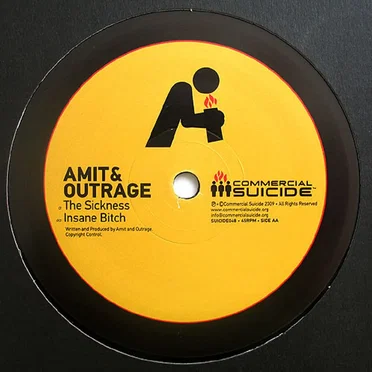 AMIT &
OUTRAGE
A The Sickness
AA Insane Bitch
Written and Produced by Amit and Outrage.
Copyright Control.
COMMERCIAL
SUICIDE™
℗ + ©Commercial Suicide 2009 • All Rights Reserved
www.commercialsuicide.org
info@commercialsuicide.org
SUICIDE048 • 45RPM • SIDE AA